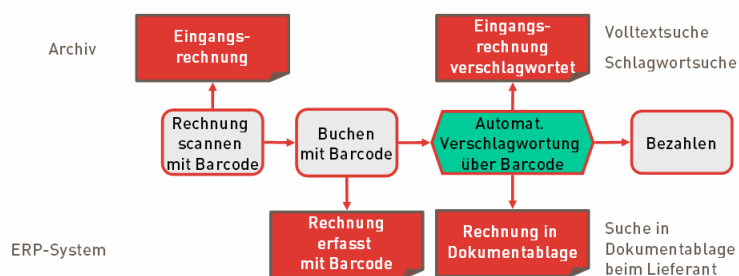 Archiv
Eingangs-
rechnung
Eingangs-
rechnung
verschlagwortet
Volltextsuche
Schlagwortsuche
Rechnung
scannen
mit Barcode
Buchen
mit Barcode
Automat.
Verschlagwortung
über Barcode
Bezahlen
ERP-System
Rechnung
erfasst
mit Barcode
Rechnung in
Dokumentablage
Suche in
Dokumentablage
beim Lieferant